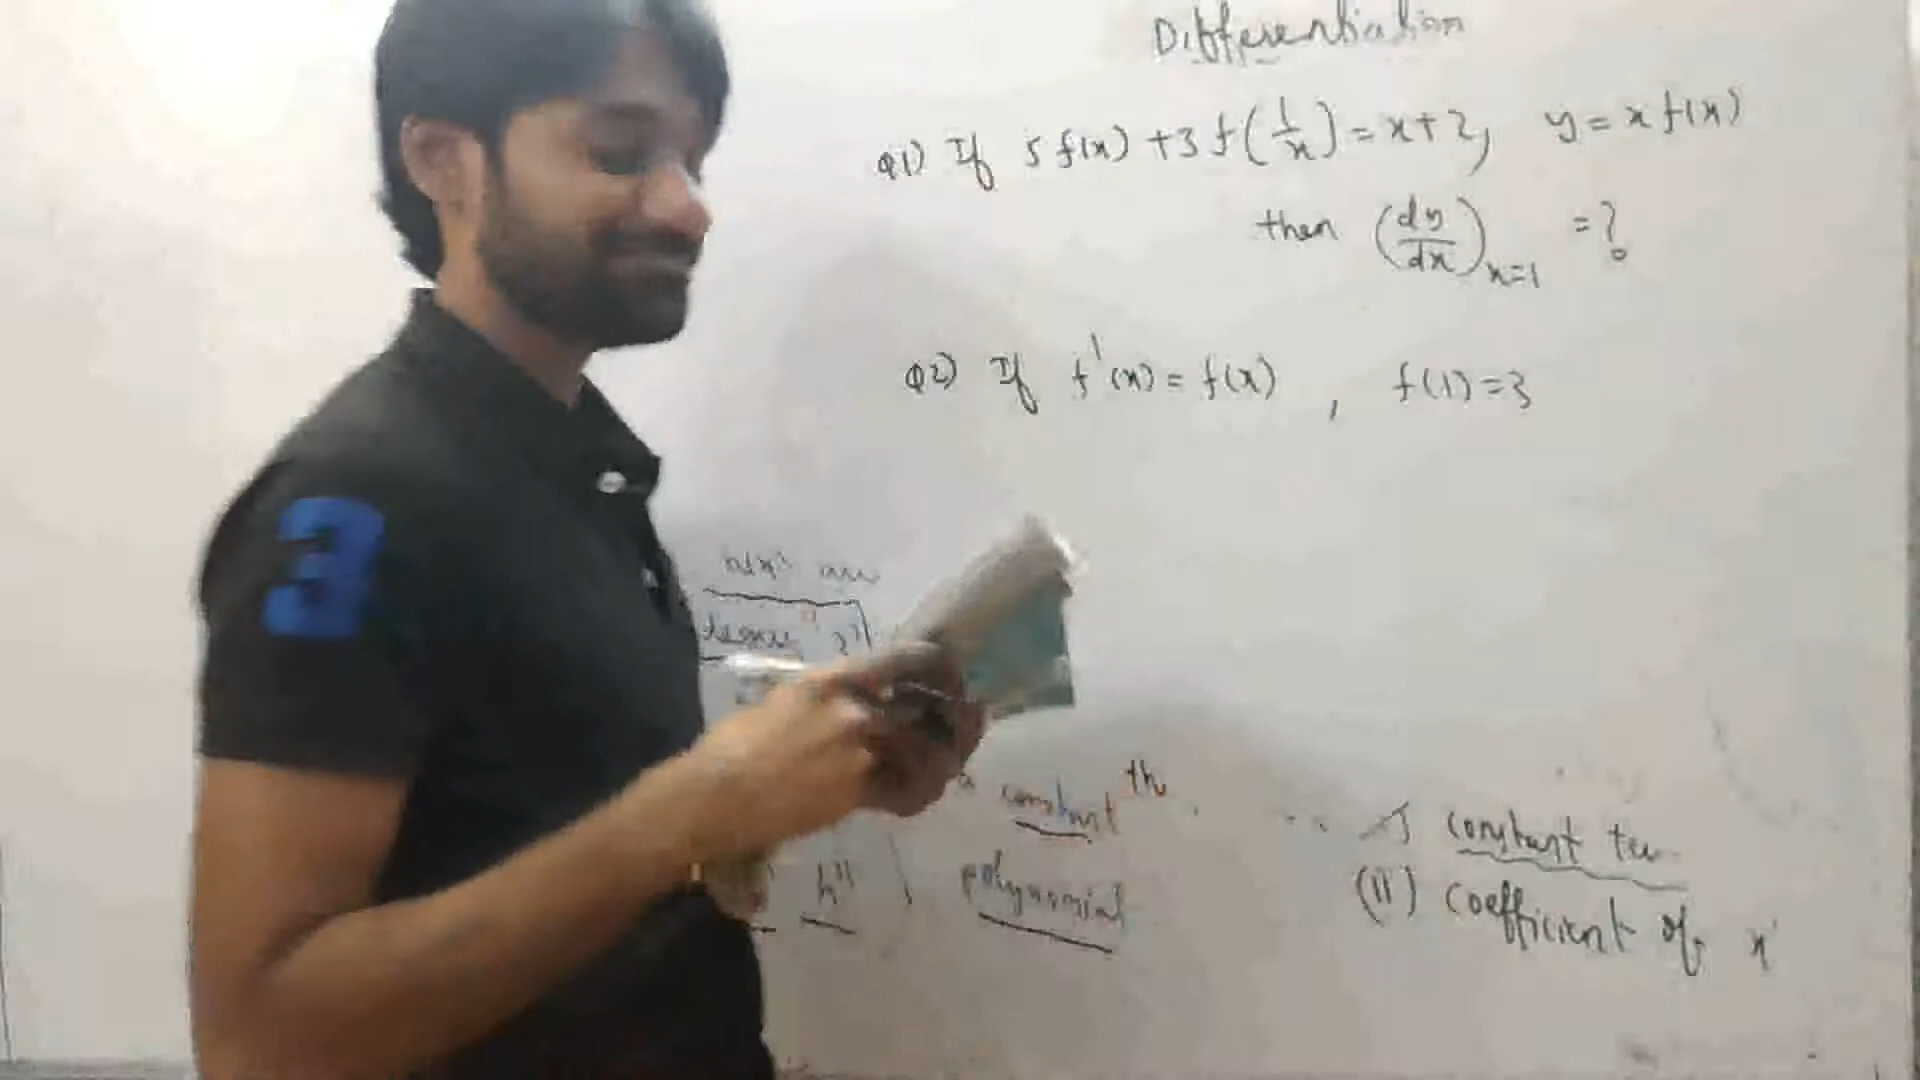 Differentiation
Q1) If 5 f(x) + 3 f(1/x) = x+2, y = x f(x)
then (dy/dx)x=1 = ?
Q2) If f'(x) = f(x), f(1) = 3
3
a constant th
constant te
polynomial
(ii) coefficient of x